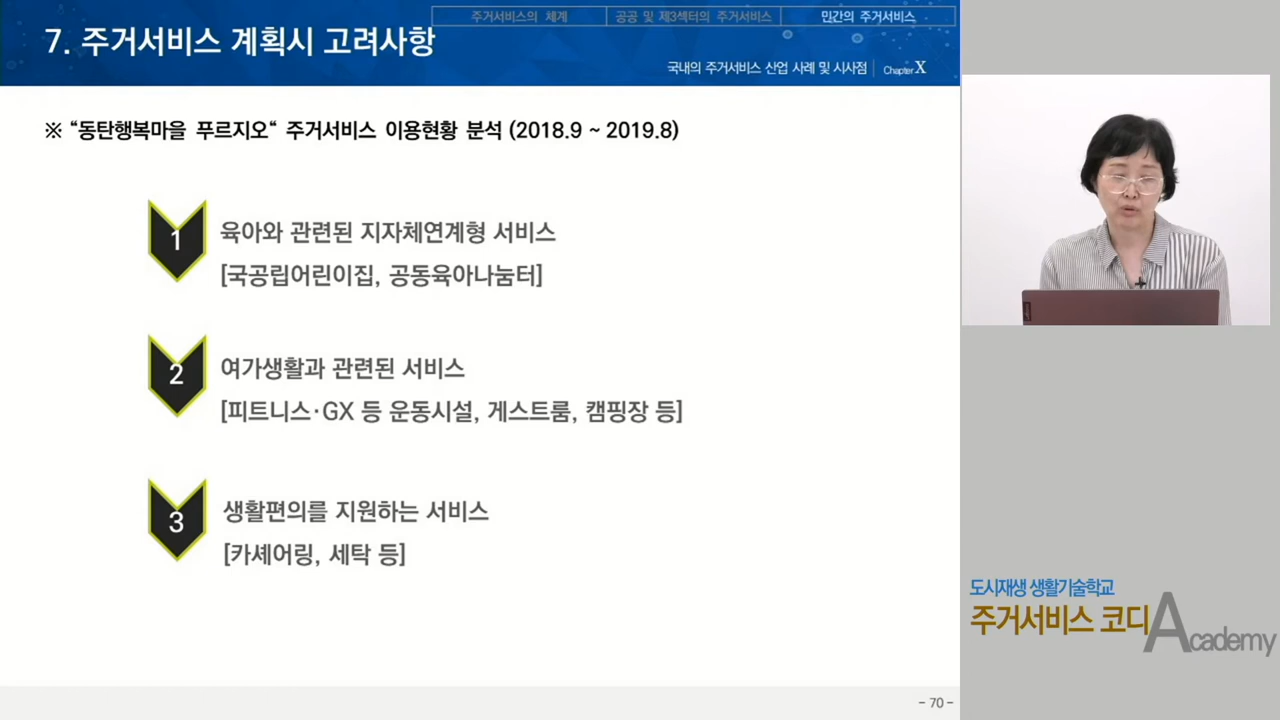 주거서비스의 체계
공공 및 제3섹터의 주거서비스
민간의 주거서비스
7. 주거서비스 계획시 고려사항
국내의 주거서비스 산업 사례 및 시사점
Chapter X
※ “동탄행복마을 푸르지오“ 주거서비스 이용현황 분석 (2018.9 ~ 2019.8)
1
육아와 관련된 지자체연계형 서비스
[국공립어린이집, 공동육아나눔터]
2
여가생활과 관련된 서비스
[피트니스·GX 등 운동시설, 게스트룸, 캠핑장 등]
3
생활편의를 지원하는 서비스
[카셰어링, 세탁 등]
- 70 -
도시재생 생활기술학교
주거서비스 코디
Academy